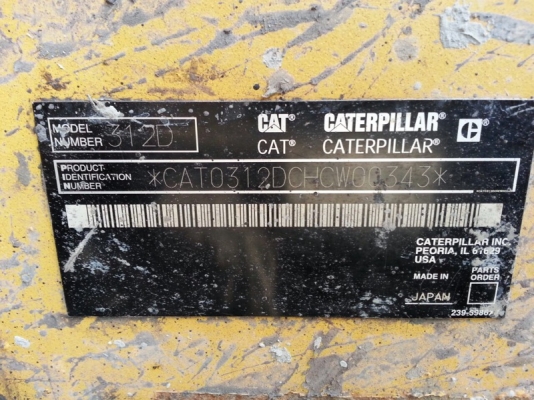 MODEL NUMBER 312D
CAT® CATERPILLAR® C®
CAT® CATERPILLAR®
PRODUCT IDENTIFICATION NUMBER *CAT0312DCHCW00343*
CATERPILLAR INC.
PEORIA, IL 61629
USA
MADE IN JAPAN
PARTS ORDER